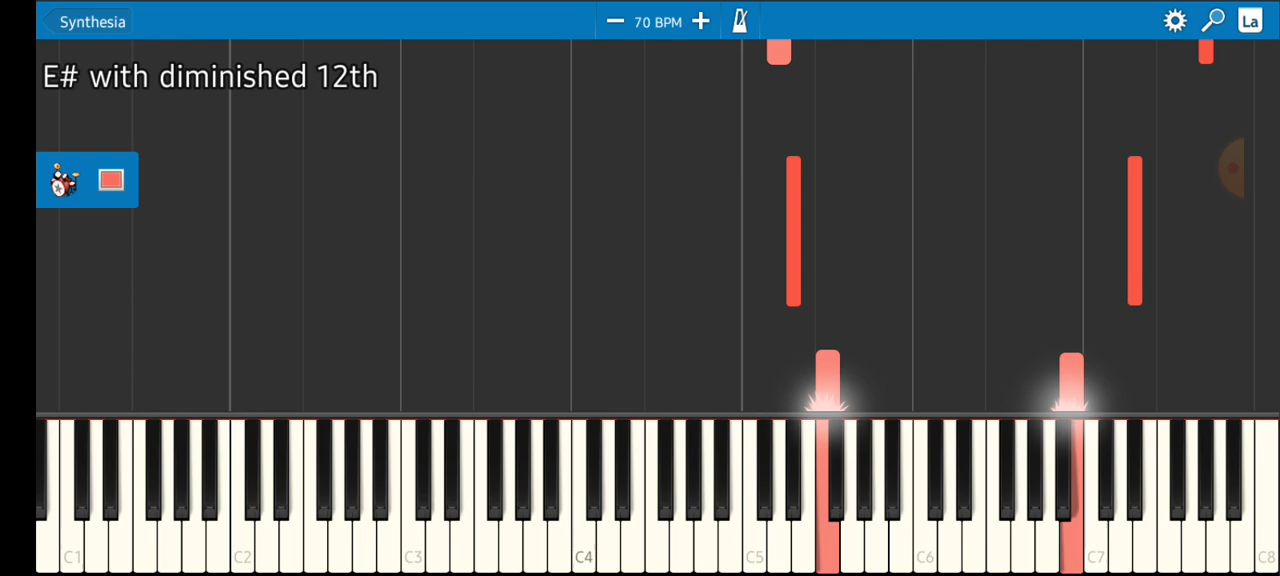 Synthesia
70 BPM
La
E# with diminished 12th
C1 C2 C3 C4 C5 C6 C7 C8